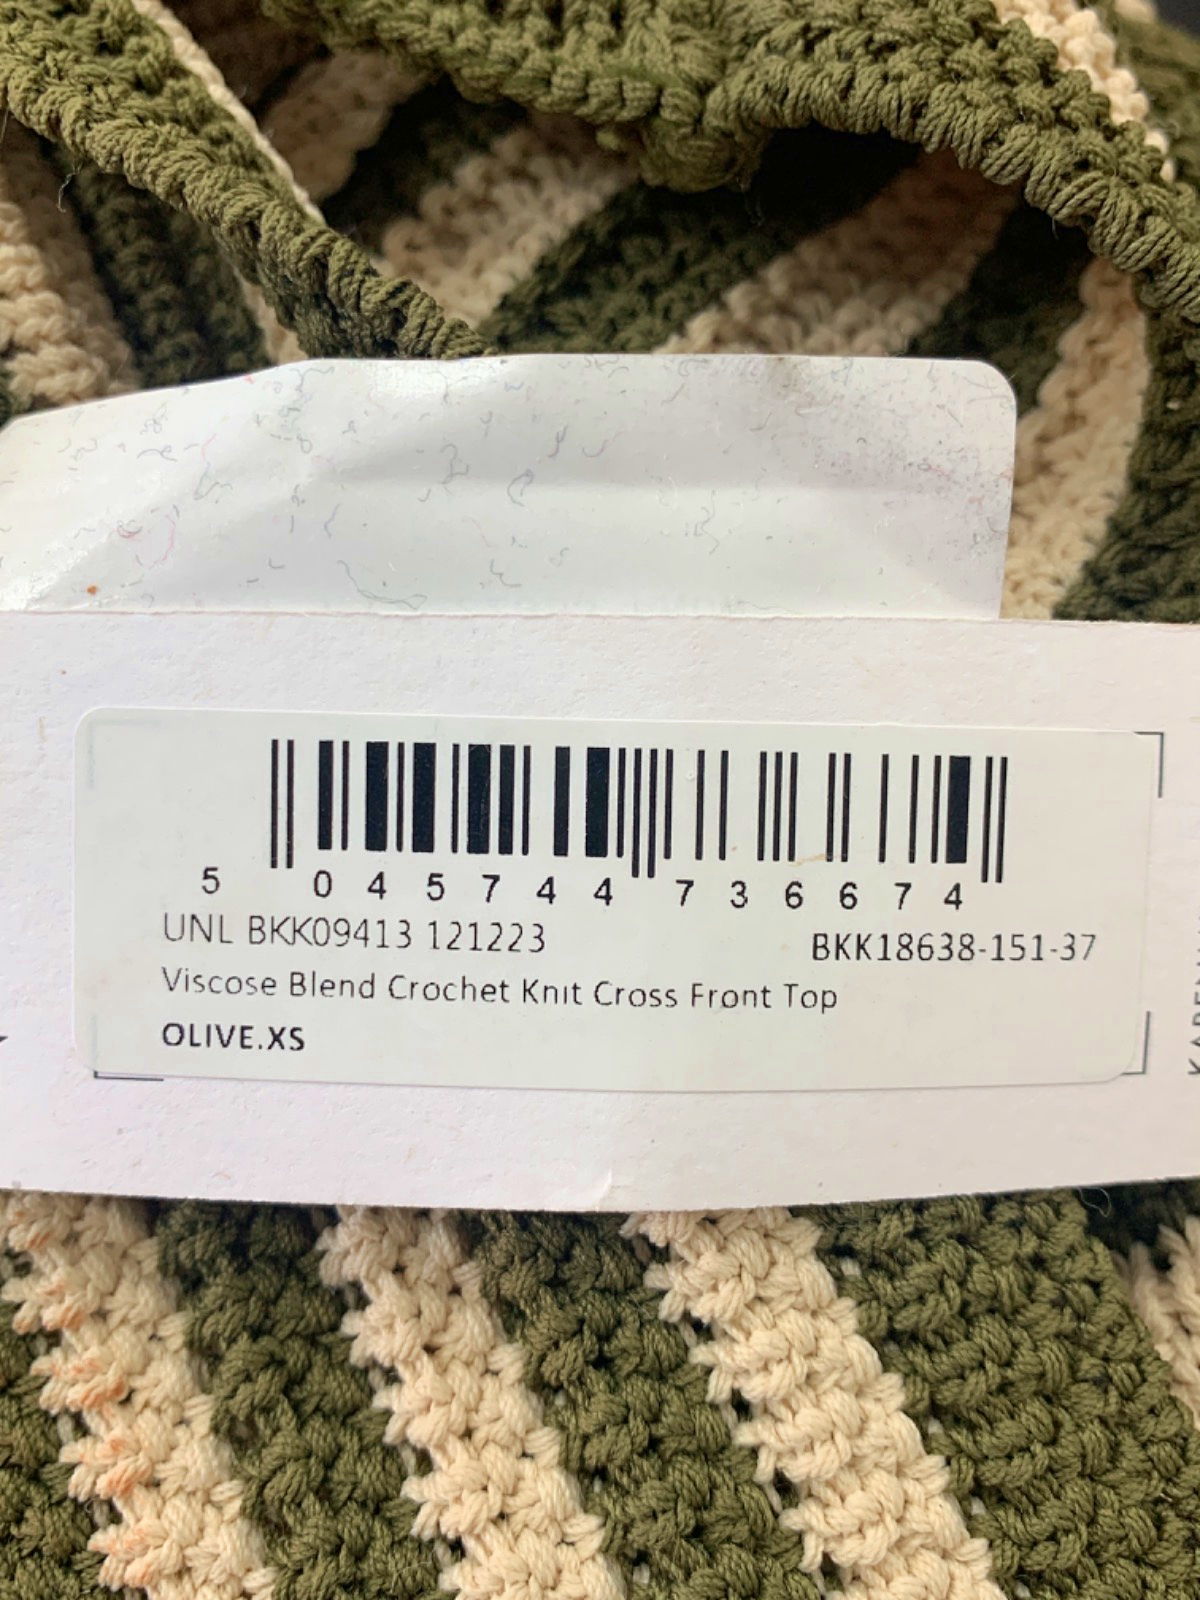 5 045744 736674
UNL BKK09413 121223
BKK18638-151-37
Viscose Blend Crochet Knit Cross Front Top
OLIVE.XS